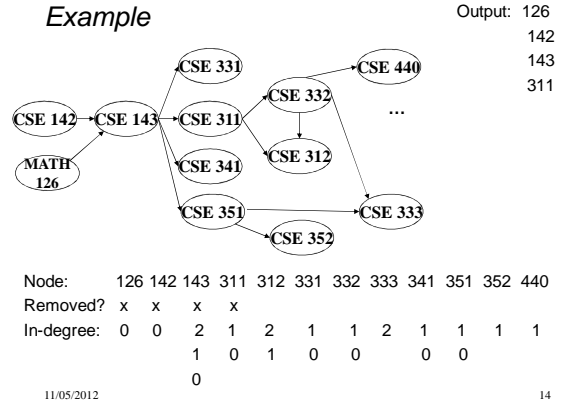 Example
Output: 126
142
143
311
CSE 331
CSE 440
CSE 332
...
CSE 142
CSE 143
CSE 311
MATH
126
CSE 341
CSE 312
CSE 351
CSE 333
CSE 352
Node: 126 142 143 311 312 331 332 333 341 351 352 440
Removed? x x x x
In-degree: 0 0 2 1 2 1 1 2 1 1 1 1
1 0 1 0 0 0 0
0
11/05/2012
14